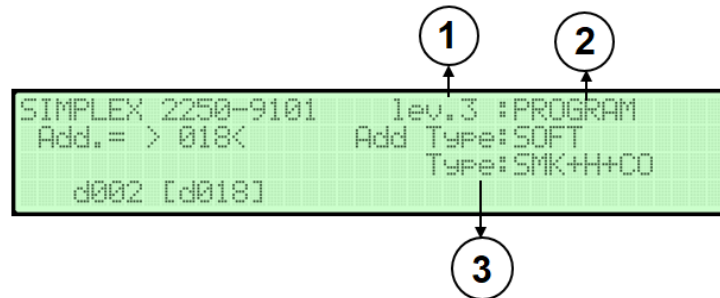 1 2
SIMPLEX 2250-9101 lev.3 :PROGRAM
Add.= > 018< Add Type:SOFT
Type:SMK+H+CO
d002 [d018]
3